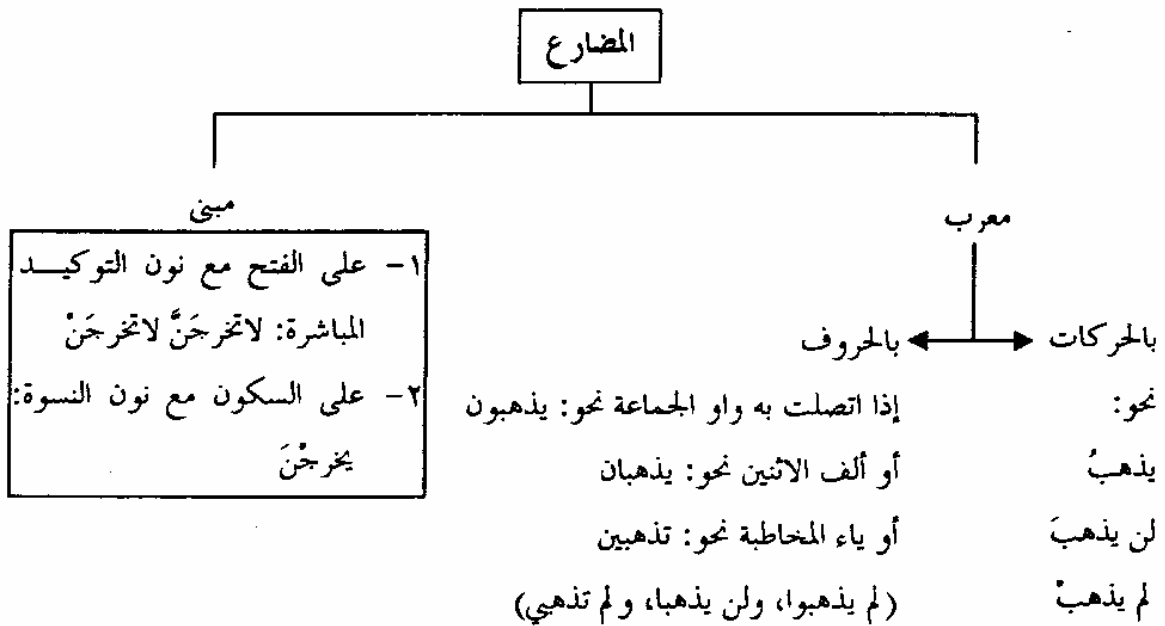 المضارع
معرب
مبنى
بالحركات
بالحروف
نحو:
يذهبُ
لن يذهبَ
لم يذهبْ
إذا اتصلت به واو الجماعة نحو: يذهبون
أو ألف الاثنين نحو: يذهبان
أو ياء المخاطبة نحو: تذهبين
(لم يذهبوا، ولن يذهبا، ولم تذهبي)
١- على الفتح مع نون التوكيــد
المباشرة: لاتخرجَنَّ لاتخرجَنْ
٢- على السكون مع نون النسوة:
يخرجْنَ